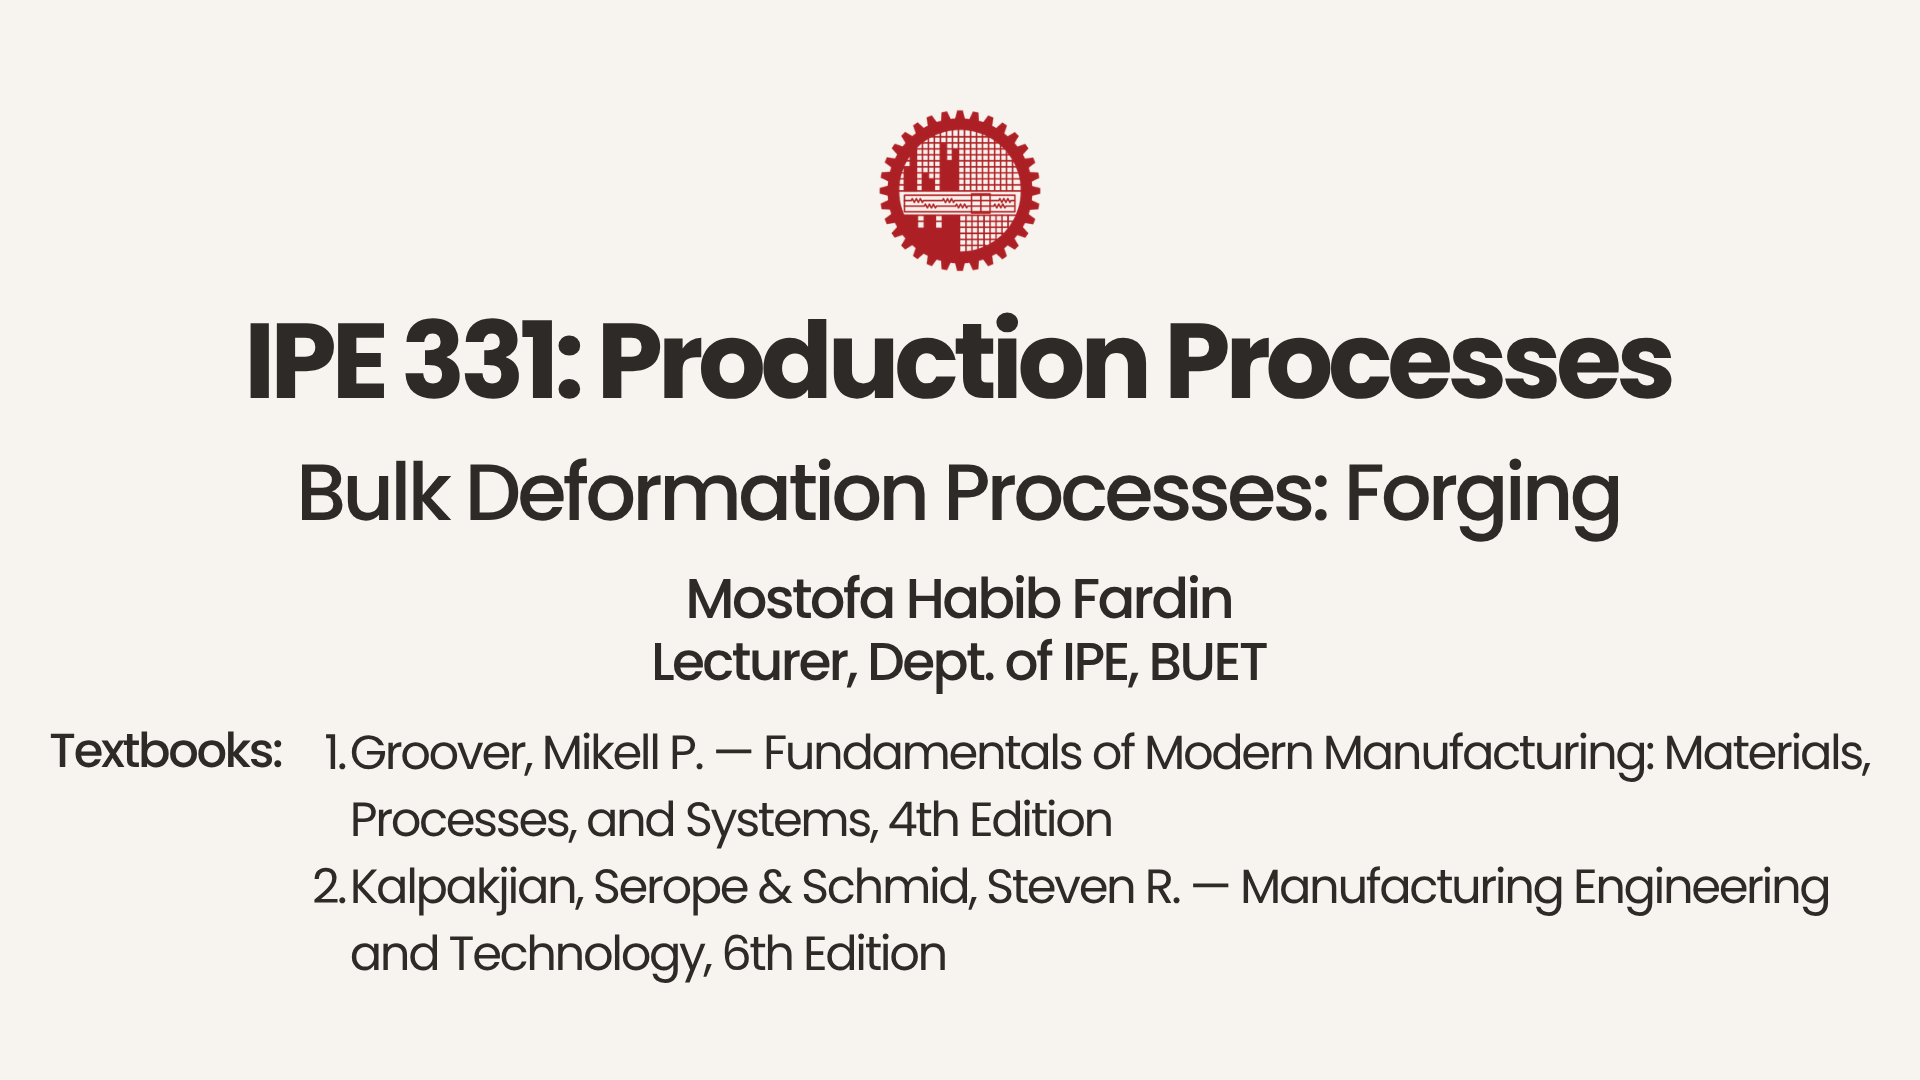 IPE 331: Production Processes
Bulk Deformation Processes: Forging
Mostofa Habib Fardin
Lecturer, Dept. of IPE, BUET
Textbooks: 1. Groover, Mikell P. — Fundamentals of Modern Manufacturing: Materials,
Processes, and Systems, 4th Edition
2. Kalpakjian, Serope & Schmid, Steven R. — Manufacturing Engineering
and Technology, 6th Edition